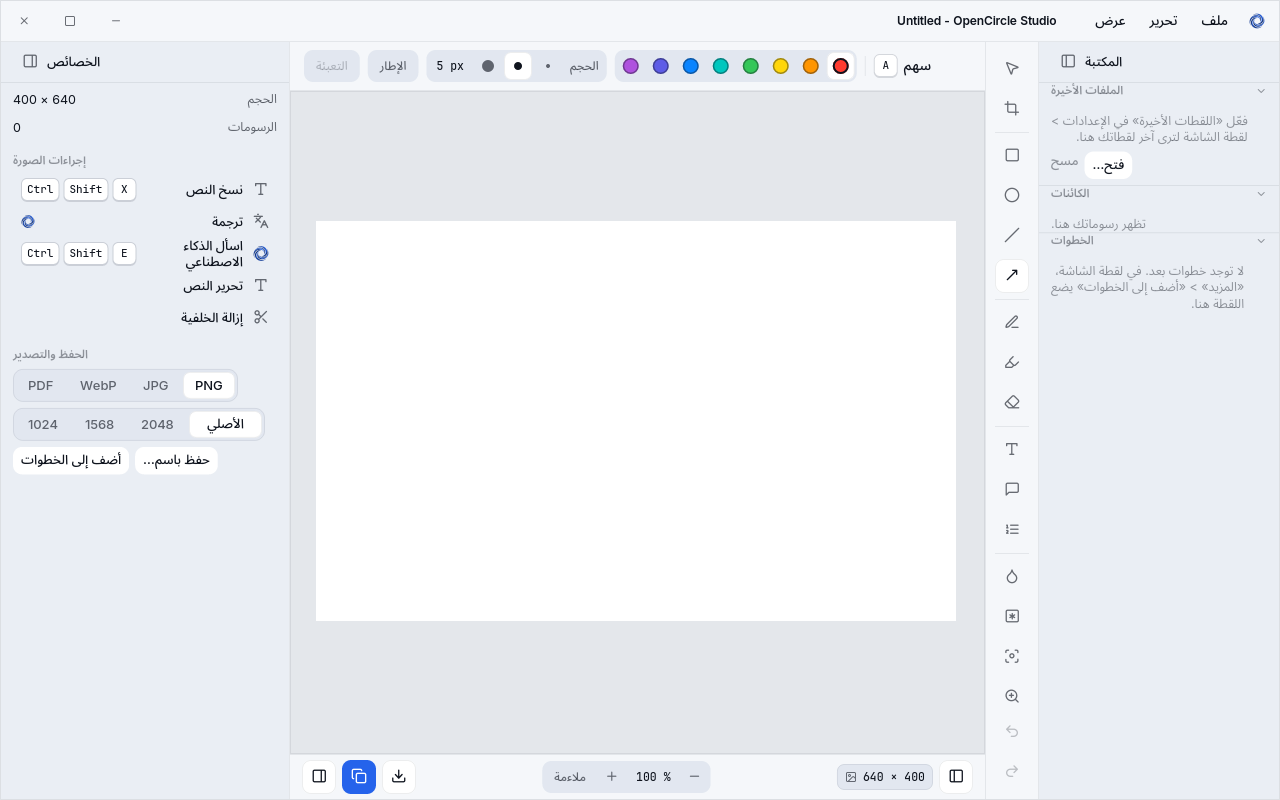 ملف تحرير عرض Untitled - OpenCircle Studio
المكتبة
الملفات الأخيرة
فعّل «اللقطات الأخيرة» في الإعدادات >
لقطة الشاشة لترى آخر لقطاتك هنا.
فتح... مسح
الكائنات
تظهر رسوماتك هنا.
الخطوات
لا توجد خطوات بعد. في لقطة الشاشة،
«المزيد» > «أضف إلى الخطوات» يضع
اللقطة هنا.
سهم A
الحجم 5 px
الإطار
التعبئة
640 × 400
100 %
ملاءمة
الخصائص
الحجم 640 × 400
الرسومات 0
إجراءات الصورة
نسخ النص Ctrl Shift X
ترجمة
اسأل الذكاء
الاصطناعي Ctrl Shift E
تحرير النص
إزالة الخلفية
الحفظ والتصدير
PNG JPG WebP PDF
الأصلي 2048 1568 1024
حفظ باسم... أضف إلى الخطوات